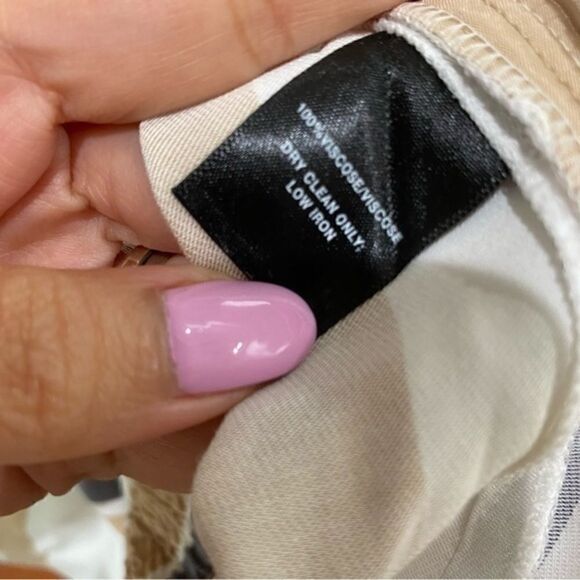 100%VISCOSE/VISCOSE
DRY CLEAN ONLY.
LOW IRON